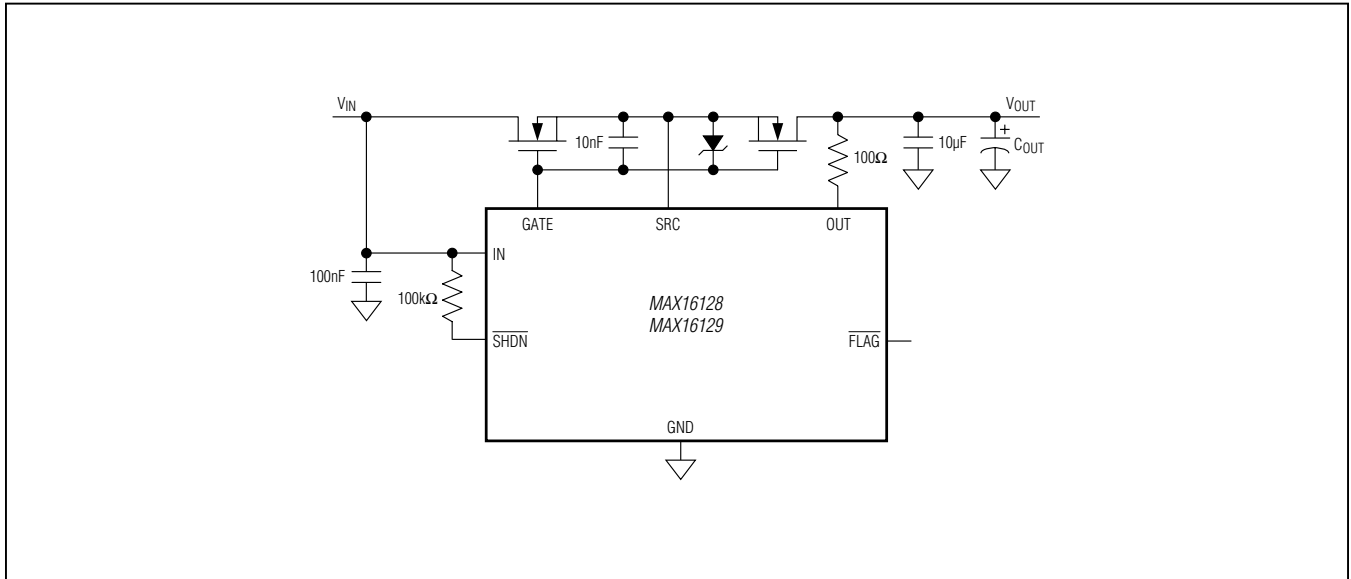 VIN
VOUT
10nF
100Ω
10µF
+
COUT
GATE
SRC
OUT
IN
100nF
100kΩ
MAX16128
MAX16129
SHDN
FLAG
GND